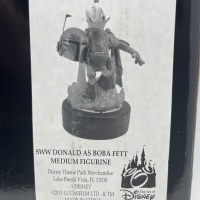 SWW DONALD AS BOBA FETT
MEDIUM FIGURINE
Disney Theme Park Merchandise
Lake Buena Vista, FL 32830
©DISNEY
©2013 LUCASFILM LTD. & TM
The Art of
DISNEY